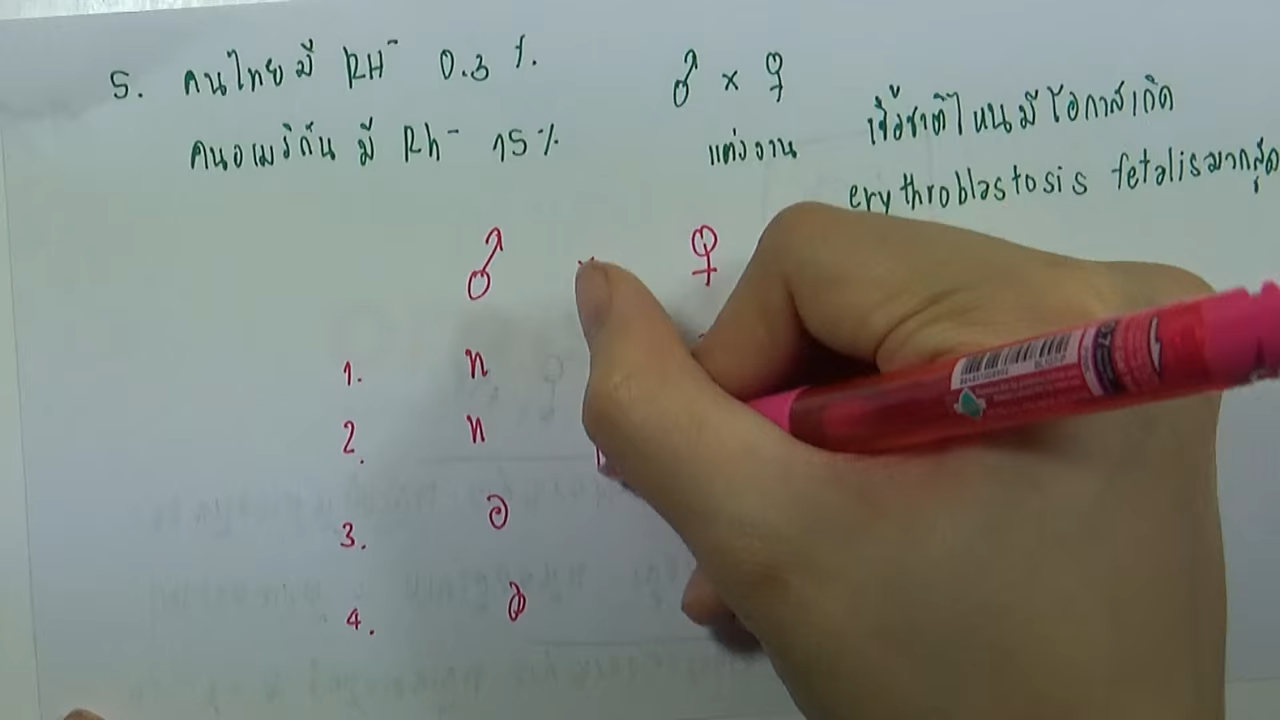 5. คนไทยมี RH⁻ 0.3 %.
คนอเมริกัน มี Rh⁻ 15%
♂ x ♀
แต่งงาน
เชื้อชาติไหนมีโอกาสเกิด
erythroblastosis fetalisมากสุด
♂ ♀
1. ท
2. ท
3. อ
4. อ